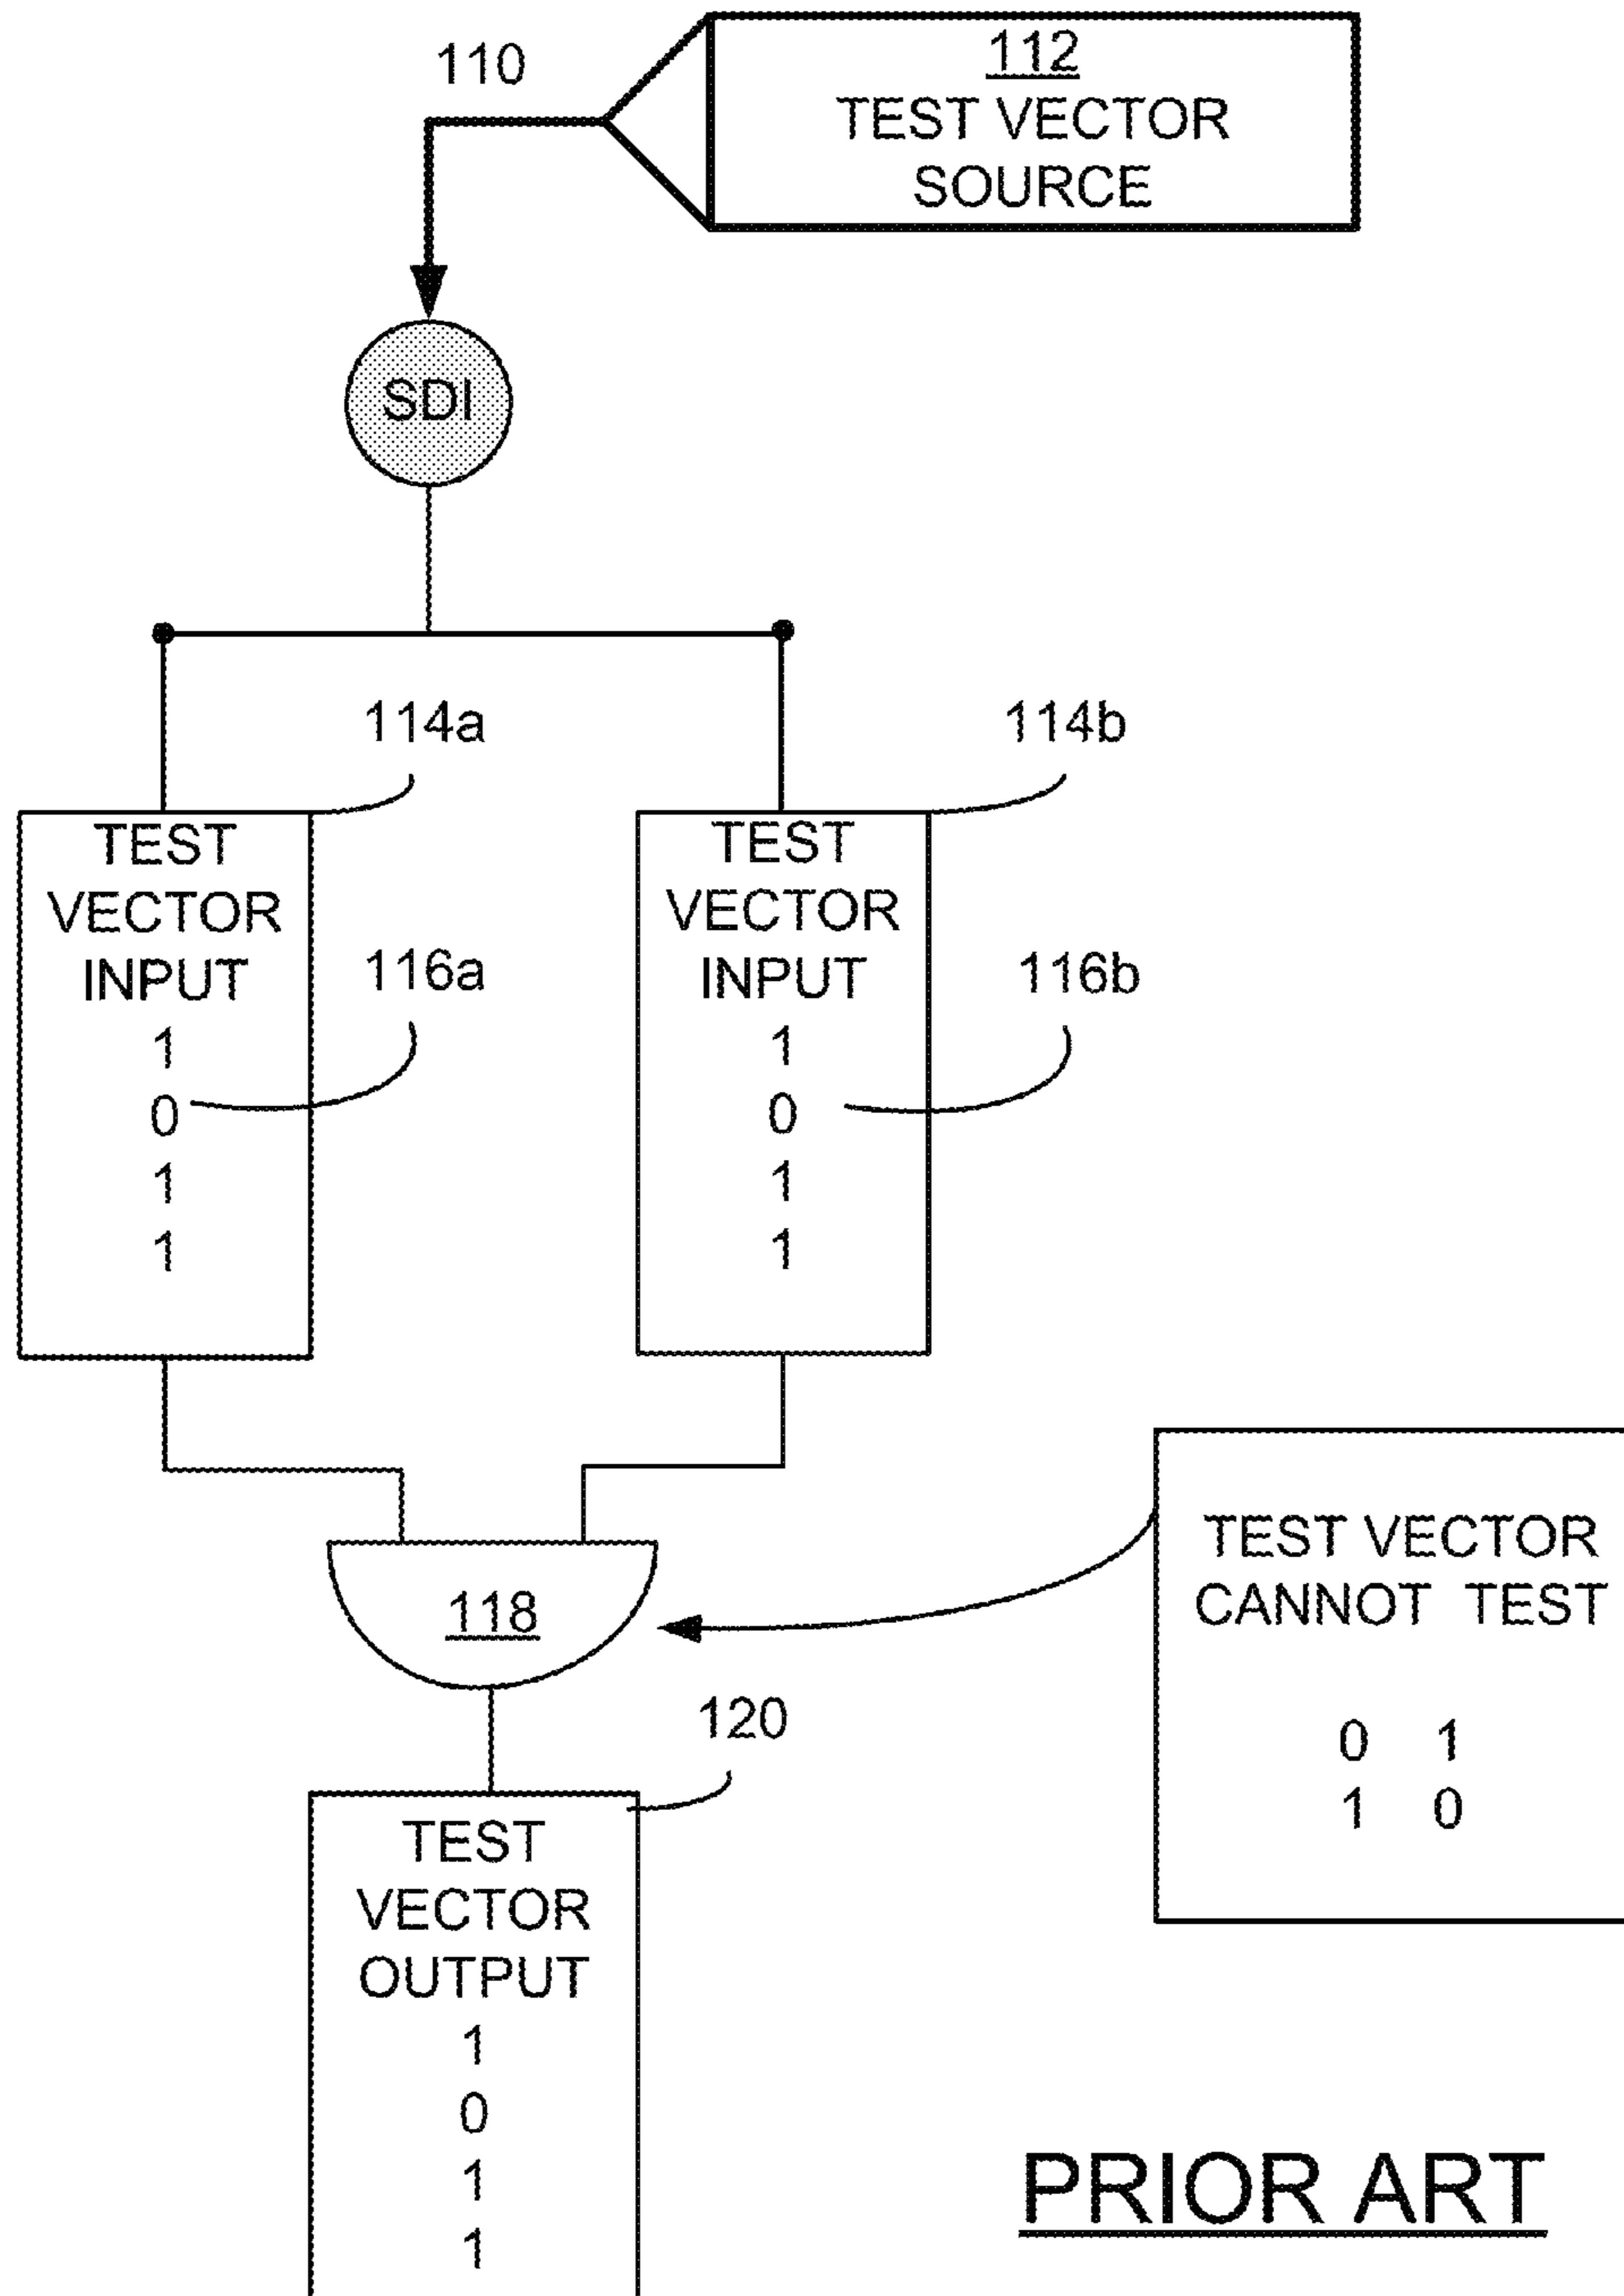 110
112
TEST VECTOR
SOURCE
SDI
114a
114b
TEST
VECTOR
INPUT
1
0
1
1
116a
TEST
VECTOR
INPUT
1
0
1
1
116b
118
TEST VECTOR
CANNOT TEST
0 1
1 0
120
TEST
VECTOR
OUTPUT
1
0
1
1
PRIOR ART